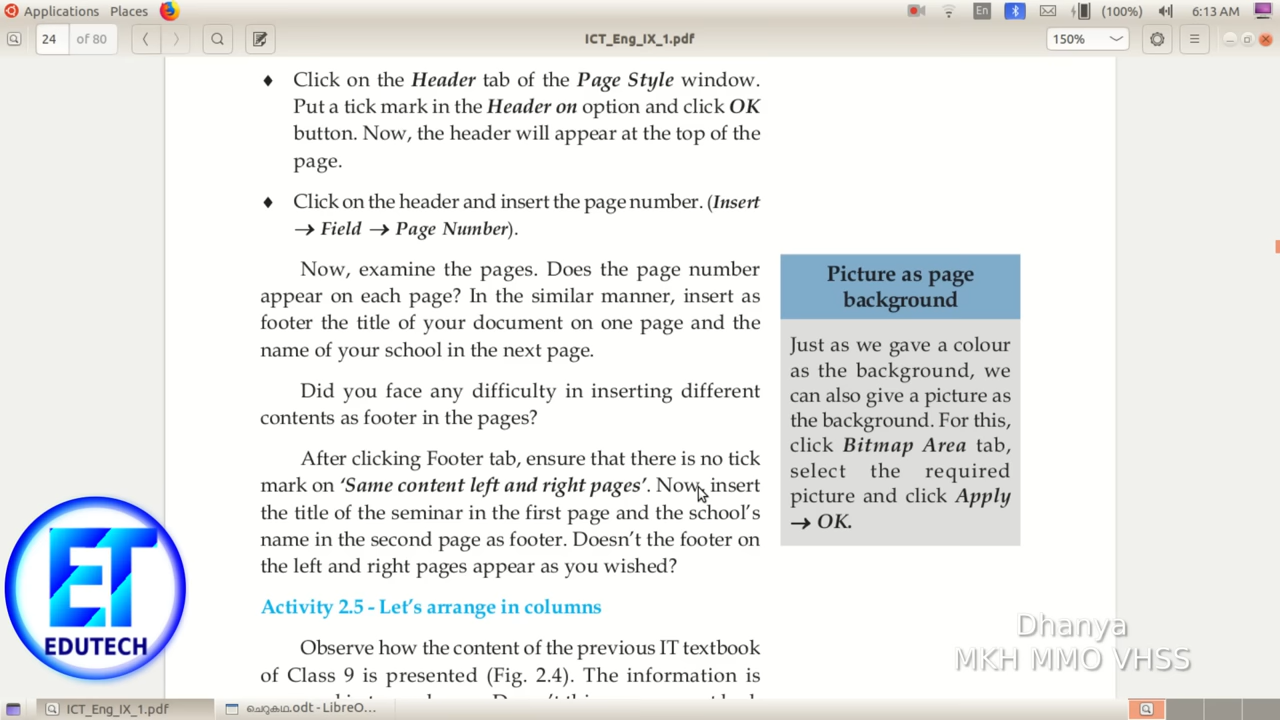 Applications Places En (100%) 6:13 AM
24 of 80 ICT_Eng_IX_1.pdf 150%
♦ Click on the Header tab of the Page Style window.
Put a tick mark in the Header on option and click OK
button. Now, the header will appear at the top of the
page.
♦ Click on the header and insert the page number. (Insert
→ Field → Page Number).
Now, examine the pages. Does the page number
appear on each page? In the similar manner, insert as
footer the title of your document on one page and the
name of your school in the next page.
Did you face any difficulty in inserting different
contents as footer in the pages?
After clicking Footer tab, ensure that there is no tick
mark on ‘Same content left and right pages’. Now, insert
the title of the seminar in the first page and the school’s
name in the second page as footer. Doesn’t the footer on
the left and right pages appear as you wished?
Activity 2.5 - Let’s arrange in columns
Observe how the content of the previous IT textbook
of Class 9 is presented (Fig. 2.4). The information is
Picture as page
background
Just as we gave a colour
as the background, we
can also give a picture as
the background. For this,
click Bitmap Area tab,
select the required
picture and click Apply
→ OK.
ET
EDUTECH
Dhanya
MKH MMO VHSS
ICT_Eng_IX_1.pdf ചെറുകഥ.odt - LibreO...